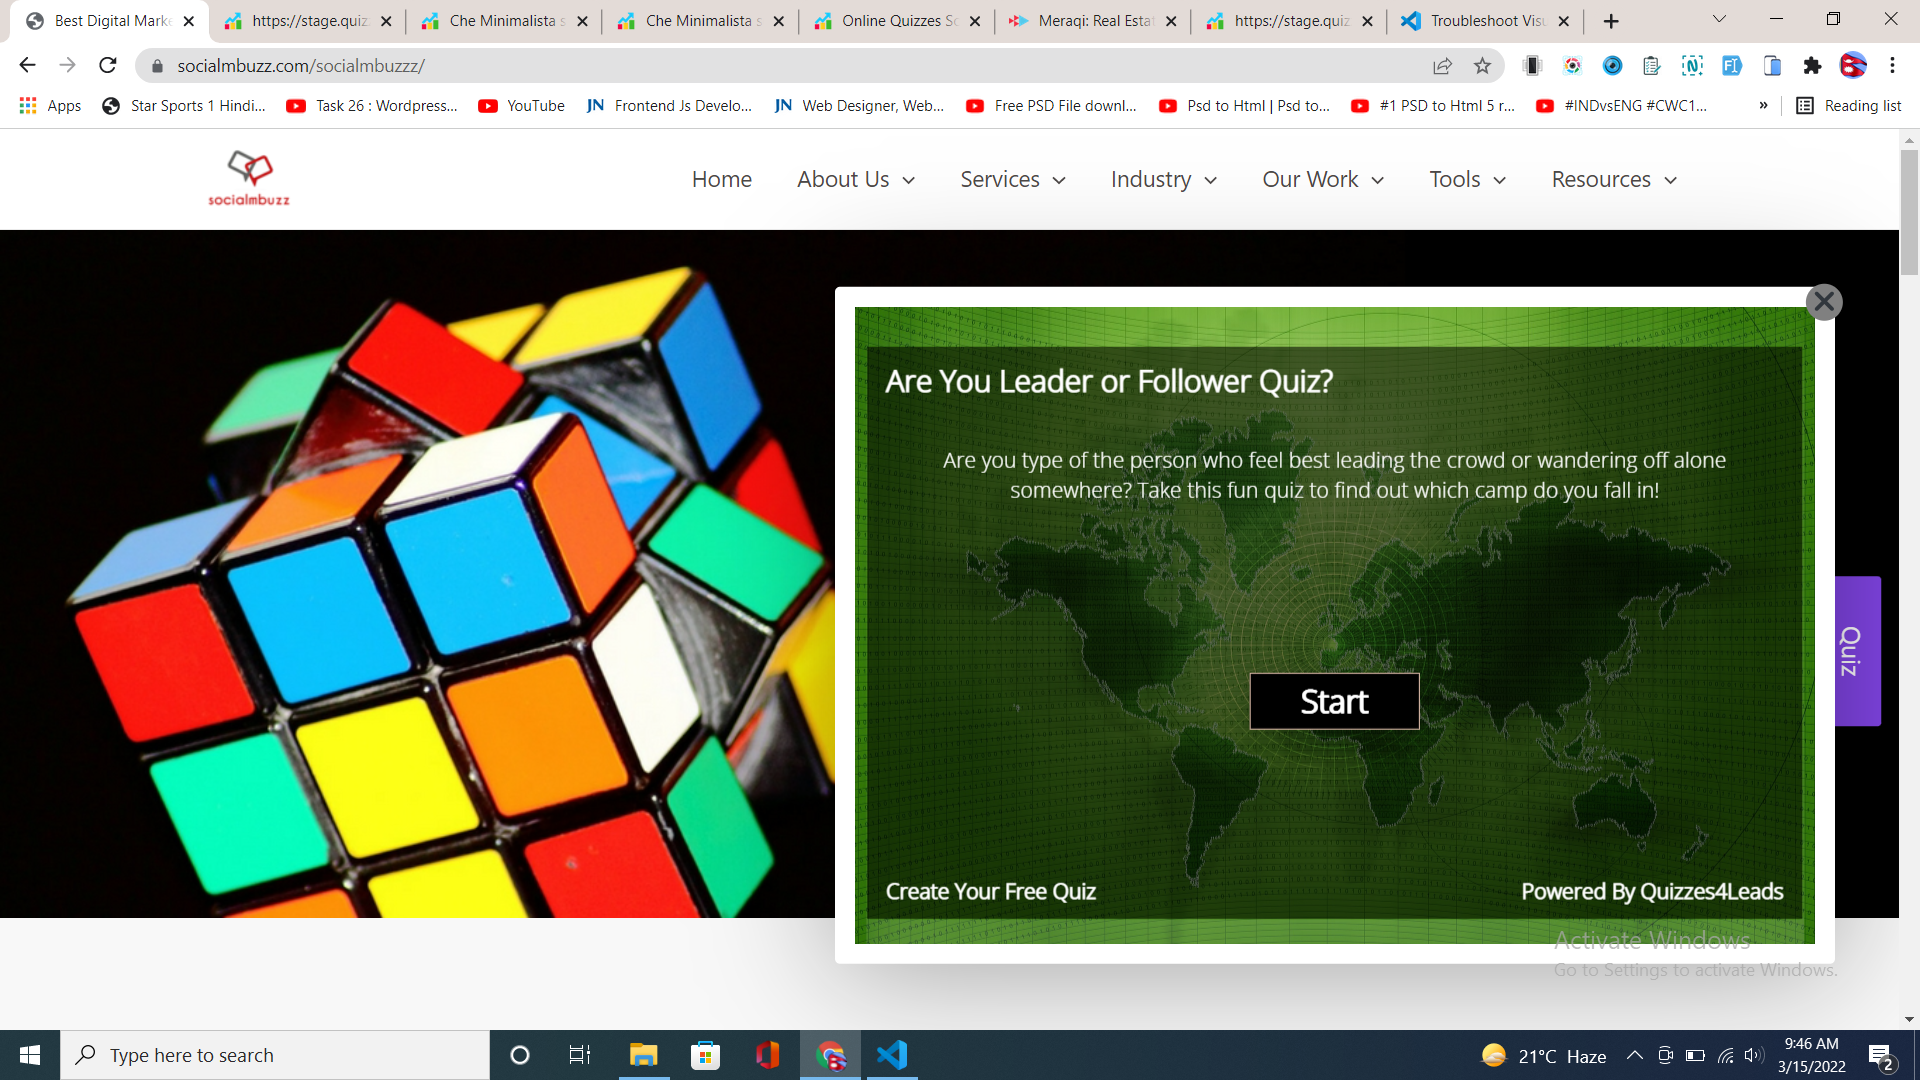 Best Digital Marke
https://stage.quiz
Che Minimalista s
Che Minimalista s
Online Quizzes So
Meraqi: Real Estat
https://stage.quiz
Troubleshoot Visu
socialmbuzz.com/socialmbuzzz/
Apps
Star Sports 1 Hindi...
Task 26 : Wordpress...
YouTube
JN Frontend Js Develo...
JN Web Designer, Web...
Free PSD File downl...
Psd to Html | Psd to...
#1 PSD to Html 5 r...
#INDvsENG #CWC1...
»
Reading list
socialmbuzz
Home
About Us
Services
Industry
Our Work
Tools
Resources
Are You Leader or Follower Quiz?
Are you type of the person who feel best leading the crowd or wandering off alone
somewhere? Take this fun quiz to find out which camp do you fall in!
Start
Quiz
Create Your Free Quiz
Powered By Quizzes4Leads
Activate Windows
Go to Settings to activate Windows.
Type here to search
21°C Haze
9:46 AM
3/15/2022
2